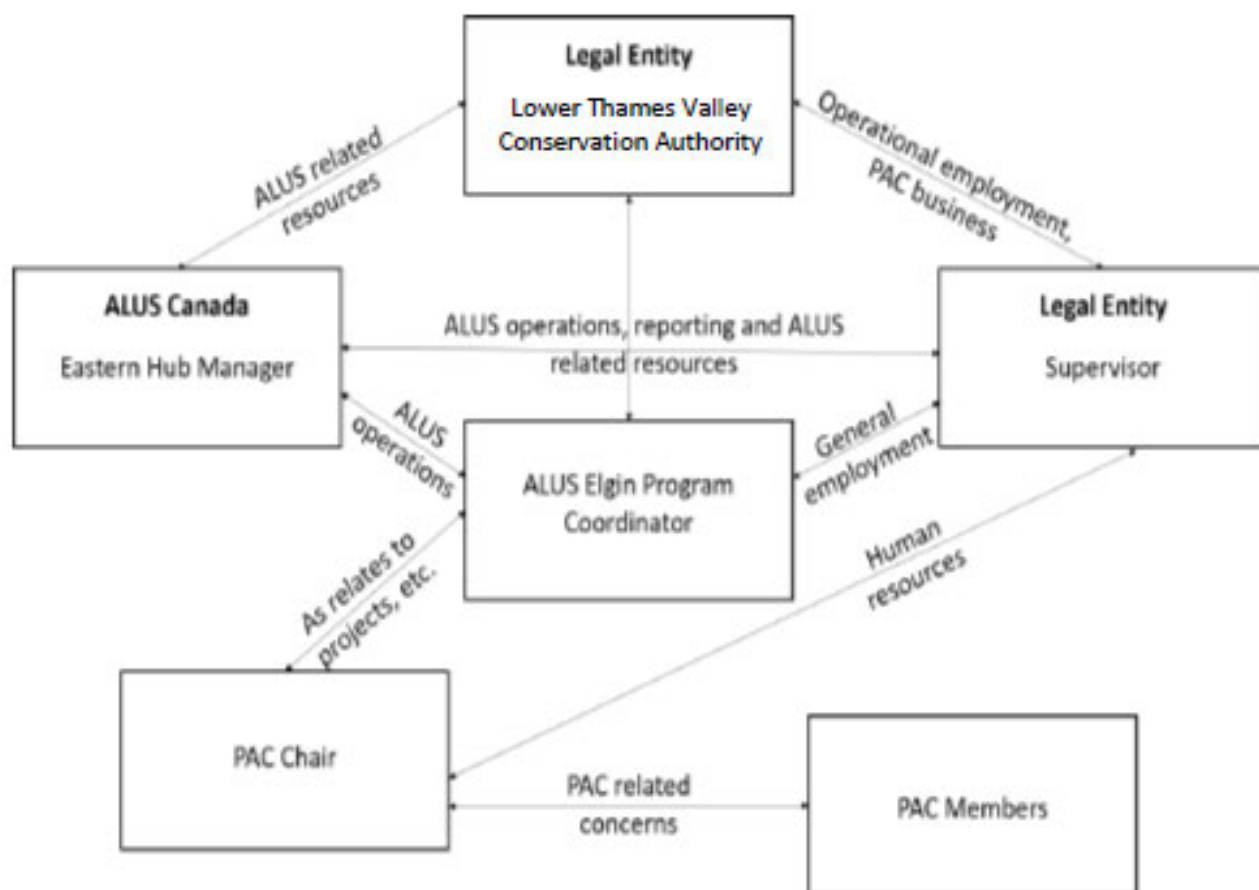 Legal Entity
Lower Thames Valley
Conservation Authority
ALUS related
resources
Operational employment,
PAC business
ALUS Canada
Eastern Hub Manager
ALUS operations, reporting and ALUS
related resources
Legal Entity
Supervisor
ALUS
operations
General
employment
ALUS Elgin Program
Coordinator
As relates to
projects, etc.
Human
resources
PAC Chair
PAC related
concerns
PAC Members